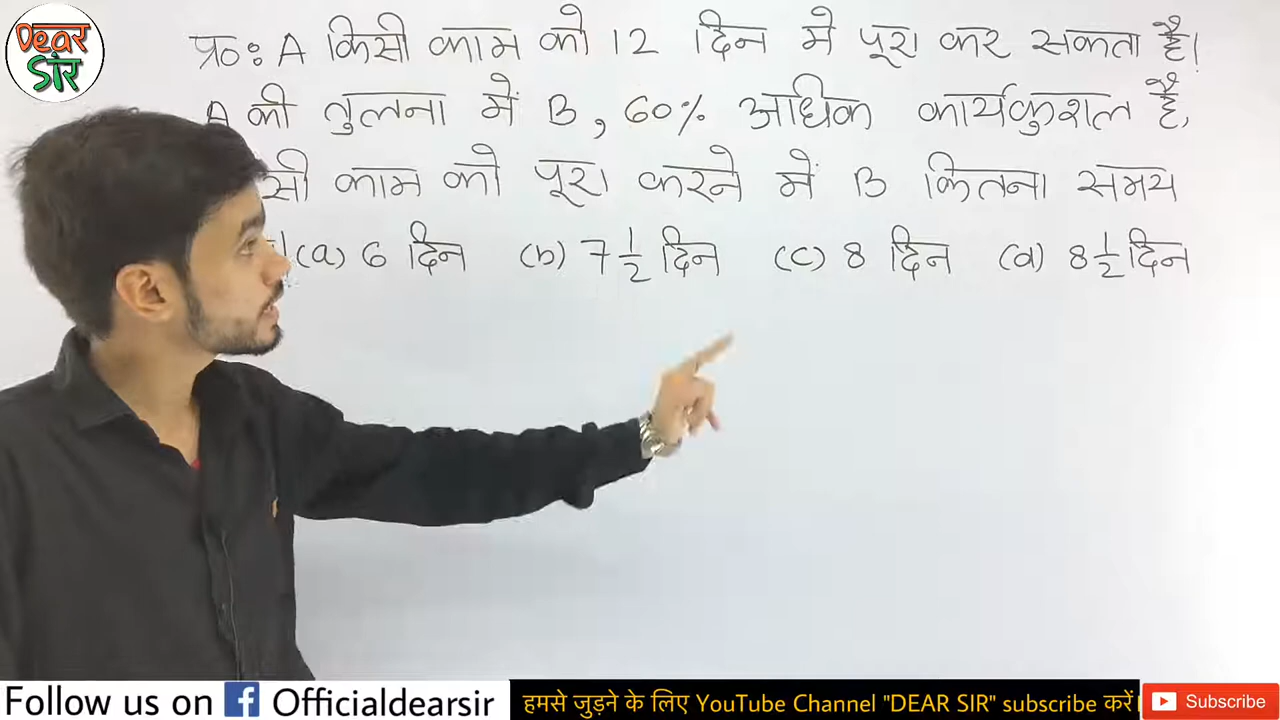 Dear
Sir
प्र०ः A किसी काम को 12 दिन में पूरा कर सकता है।
A की तुलना में B, 60% अधिक कार्यकुशल है,
सी काम को पूरा करने में B कितना समय
(a) 6 दिन (b) 7 1/2 दिन (c) 8 दिन (d) 8 1/2 दिन
Follow us on f Officialdearsir
हमसे जुड़ने के लिए YouTube Channel "DEAR SIR" subscribe करें।
Subscribe